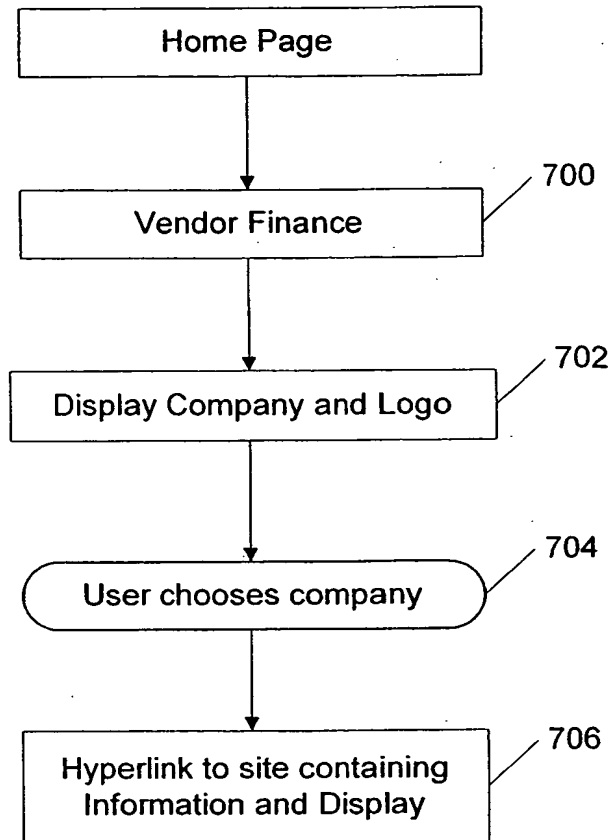 Home Page
700
Vendor Finance
702
Display Company and Logo
704
User chooses company
706
Hyperlink to site containing
Information and Display